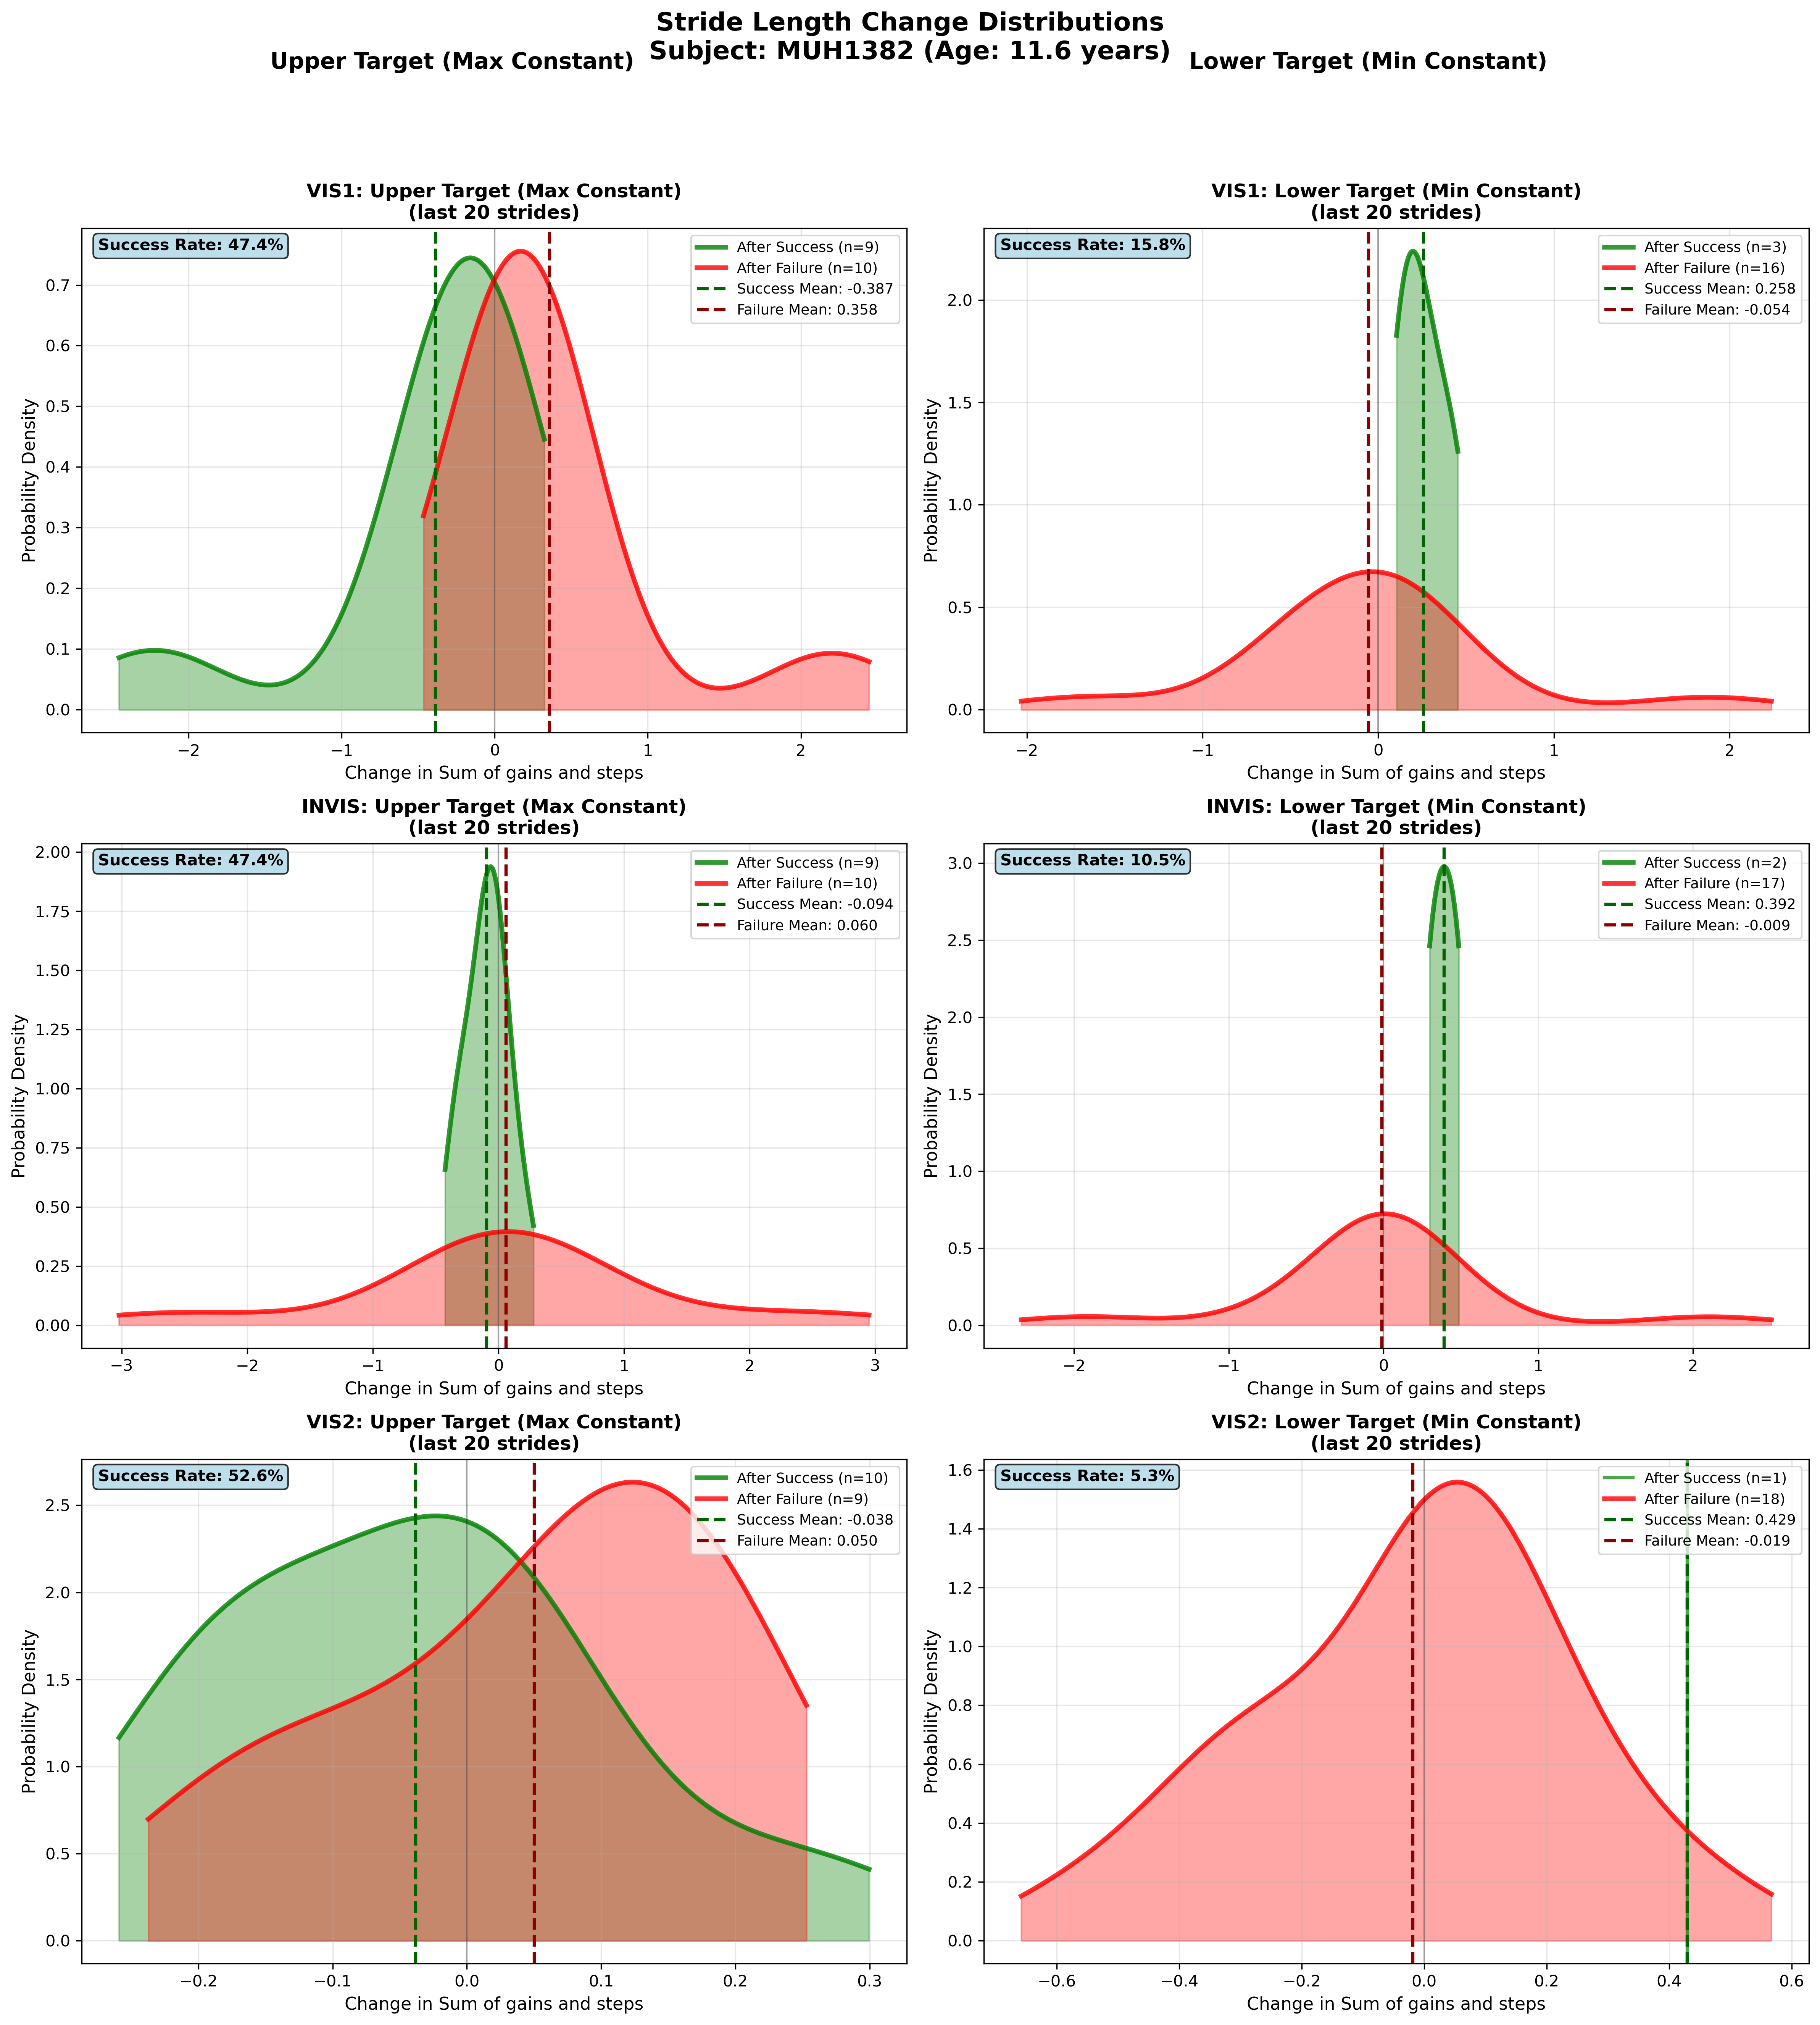 Stride Length Change Distributions
Subject: MUH1382 (Age: 11.6 years)
Upper Target (Max Constant)
Lower Target (Min Constant)
VIS1: Upper Target (Max Constant)
(last 20 strides)
Success Rate: 47.4%
After Success (n=9)
After Failure (n=10)
Success Mean: -0.387
Failure Mean: 0.358
Probability Density
0.7
0.6
0.5
0.4
0.3
0.2
0.1
0.0
−2
−1
0
1
2
Change in Sum of gains and steps
VIS1: Lower Target (Min Constant)
(last 20 strides)
Success Rate: 15.8%
After Success (n=3)
After Failure (n=16)
Success Mean: 0.258
Failure Mean: -0.054
Probability Density
2.0
1.5
1.0
0.5
0.0
−2
−1
0
1
2
Change in Sum of gains and steps
INVIS: Upper Target (Max Constant)
(last 20 strides)
Success Rate: 47.4%
After Success (n=9)
After Failure (n=10)
Success Mean: -0.094
Failure Mean: 0.060
Probability Density
2.00
1.75
1.50
1.25
1.00
0.75
0.50
0.25
0.00
−3
−2
−1
0
1
2
3
Change in Sum of gains and steps
INVIS: Lower Target (Min Constant)
(last 20 strides)
Success Rate: 10.5%
After Success (n=2)
After Failure (n=17)
Success Mean: 0.392
Failure Mean: -0.009
Probability Density
3.0
2.5
2.0
1.5
1.0
0.5
0.0
−2
−1
0
1
2
Change in Sum of gains and steps
VIS2: Upper Target (Max Constant)
(last 20 strides)
Success Rate: 52.6%
After Success (n=10)
After Failure (n=9)
Success Mean: -0.038
Failure Mean: 0.050
Probability Density
2.5
2.0
1.5
1.0
0.5
0.0
−0.2
−0.1
0.0
0.1
0.2
0.3
Change in Sum of gains and steps
VIS2: Lower Target (Min Constant)
(last 20 strides)
Success Rate: 5.3%
After Success (n=1)
After Failure (n=18)
Success Mean: 0.429
Failure Mean: -0.019
Probability Density
1.6
1.4
1.2
1.0
0.8
0.6
0.4
0.2
0.0
−0.6
−0.4
−0.2
0.0
0.2
0.4
0.6
Change in Sum of gains and steps